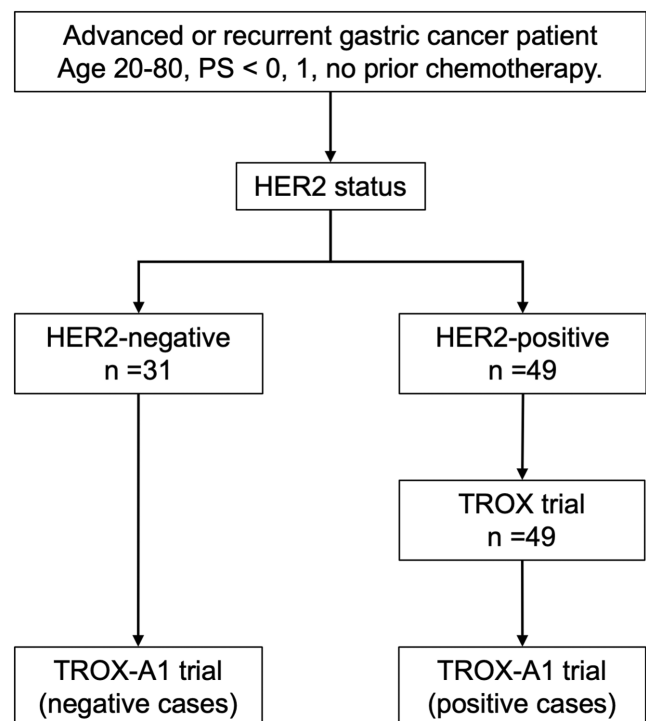 Advanced or recurrent gastric cancer patient
Age 20-80, PS < 0, 1, no prior chemotherapy.
HER2 status
HER2-negative
n =31
HER2-positive
n =49
TROX trial
n =49
TROX-A1 trial
(negative cases)
TROX-A1 trial
(positive cases)